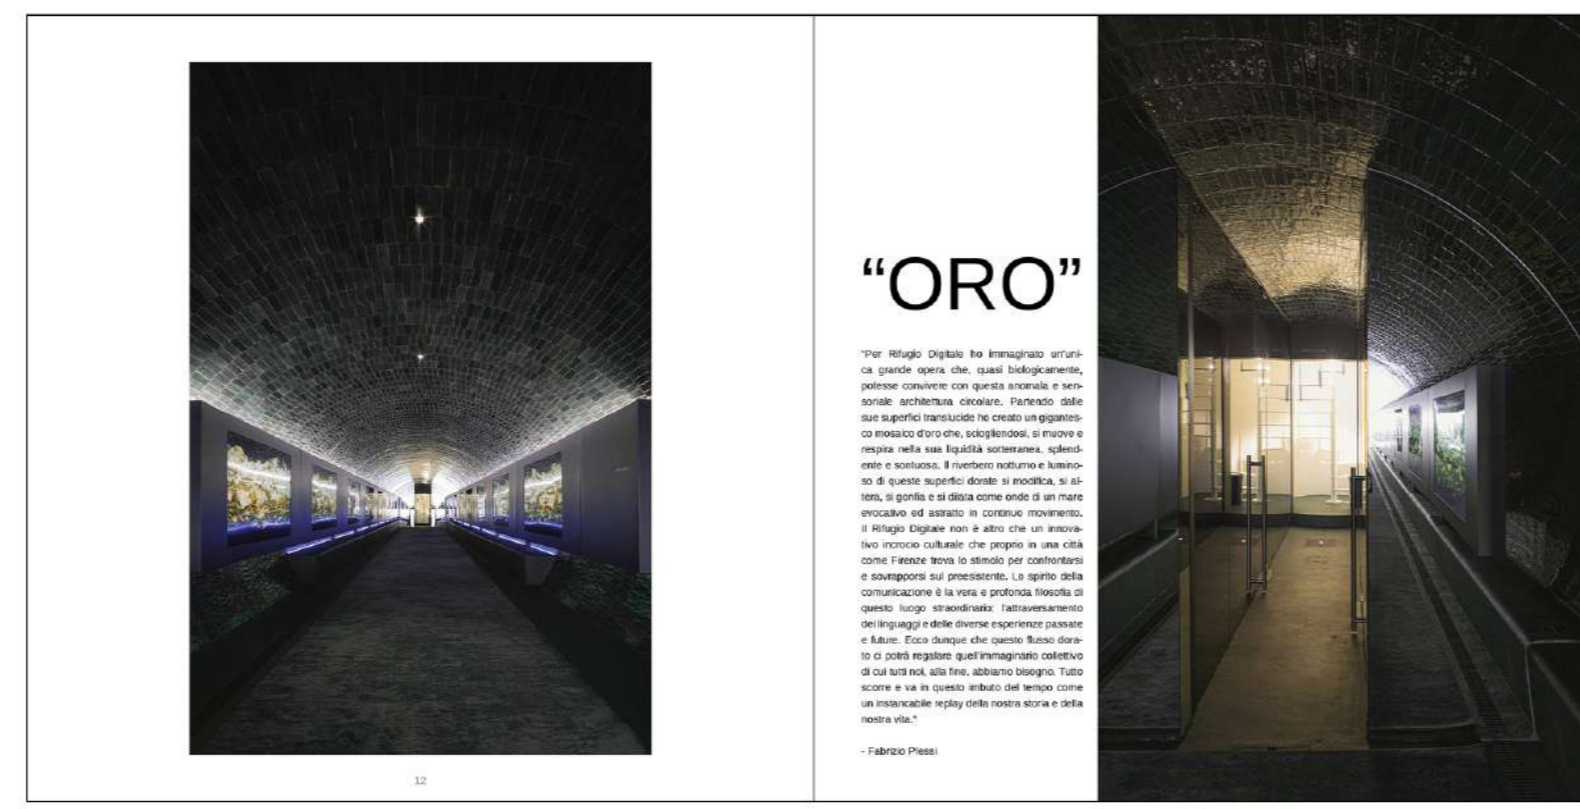 12
“ORO”
"Per Rifugio Digitale ho immaginato un'uni-
ca grande opera che, quasi biologicamente,
potesse convivere con questa anomala e sen-
soriale architettura circolare. Partendo dalle
sue superfici translucide ho creato un gigantes-
co mosaico d'oro che, sciogliendosi, si muove e
respira nella sua liquidità sotterranea, splend-
ente e sontuosa. Il riverbero notturno e lumino-
so di queste superfici dorate si modifica, si al-
tera, si gonfia e si dilata come onde di un mare
evocativo ed astratto in continuo movimento.
Il Rifugio Digitale non è altro che un innova-
tivo incrocio culturale che proprio in una città
come Firenze trova lo stimolo per confrontarsi
e sovrapporsi sul preesistente. Lo spirito della
comunicazione è la vera e profonda filosofia di
questo luogo straordinario: l'attraversamento
dei linguaggi e delle diverse esperienze passate
e future. Ecco dunque che questo flusso dora-
to ci potrà regalare quell'immaginario collettivo
di cui tutti noi, alla fine, abbiamo bisogno. Tutto
scorre e va in questo imbuto del tempo come
un instancabile replay della nostra storia e della
nostra vita."
- Fabrizio Plessi